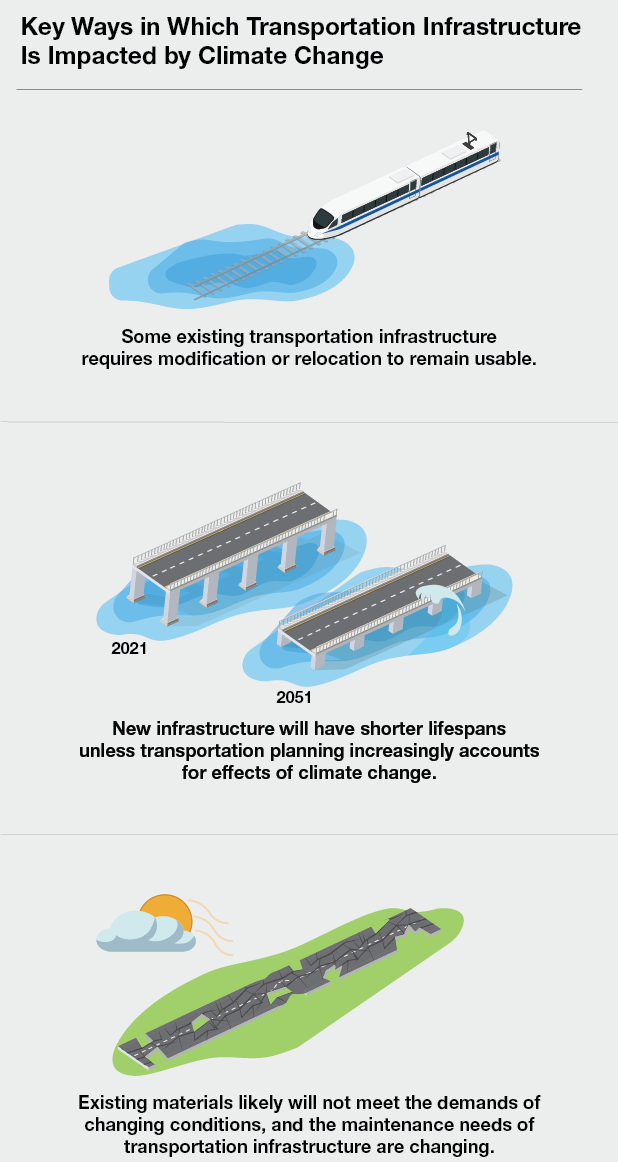 Key Ways in Which Transportation Infrastructure
Is Impacted by Climate Change
Some existing transportation infrastructure
requires modification or relocation to remain usable.
2021
2051
New infrastructure will have shorter lifespans
unless transportation planning increasingly accounts
for effects of climate change.
Existing materials likely will not meet the demands of
changing conditions, and the maintenance needs of
transportation infrastructure are changing.